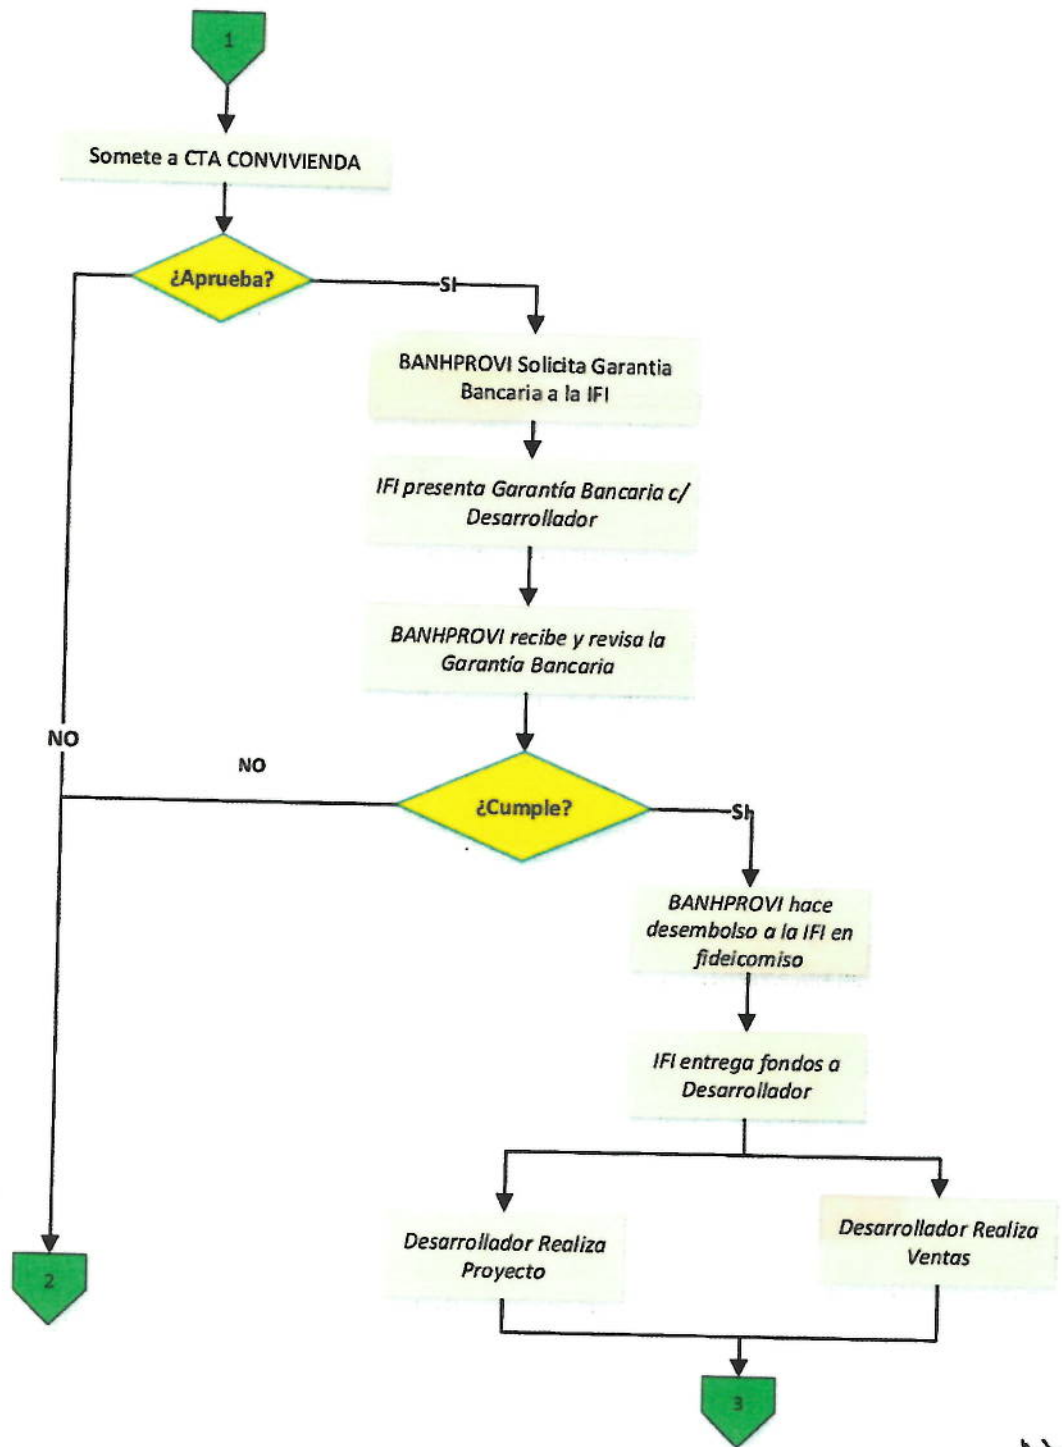 1
Somete a CTA CONVIVIENDA
¿Aprueba?
SI
BANHPROVI Solicita Garantia
Bancaria a la IFI
IFI presenta Garantía Bancaria c/
Desarrollador
BANHPROVI recibe y revisa la
Garantía Bancaria
NO
NO
¿Cumple?
SI
BANHPROVI hace
desembolso a la IFI en
fideicomiso
IFI entrega fondos a
Desarrollador
Desarrollador Realiza
Proyecto
Desarrollador Realiza
Ventas
2
3